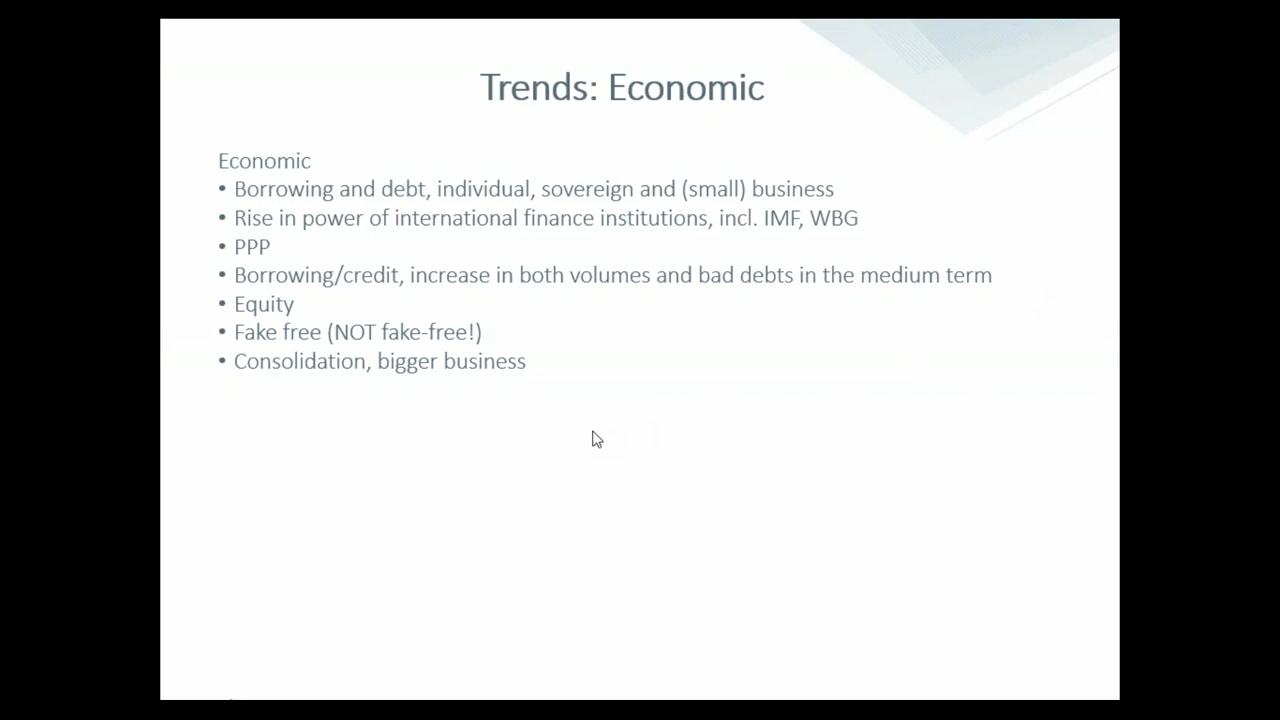 Trends: Economic
Economic
• Borrowing and debt, individual, sovereign and (small) business
• Rise in power of international finance institutions, incl. IMF, WBG
• PPP
• Borrowing/credit, increase in both volumes and bad debts in the medium term
• Equity
• Fake free (NOT fake-free!)
• Consolidation, bigger business